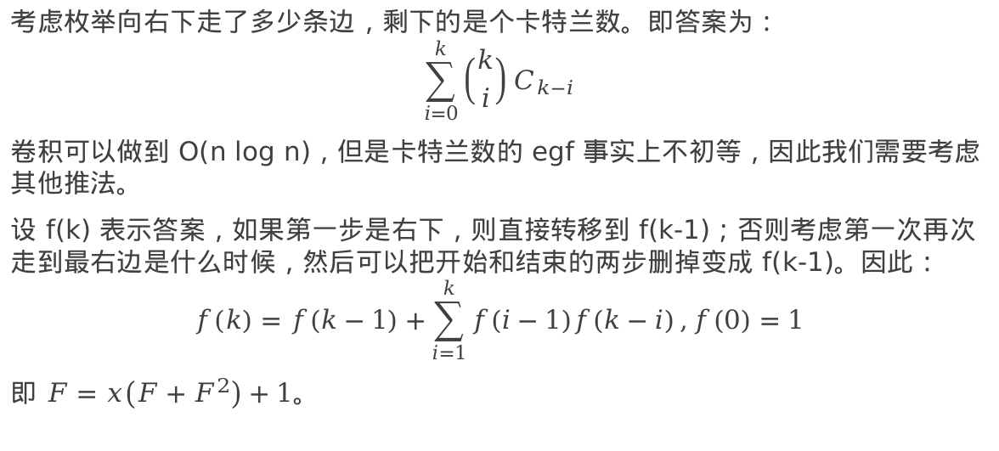 考虑枚举向右下走了多少条边，剩下的是个卡特兰数。即答案为：
$$\sum_{i=0}^{k} \binom{k}{i} C_{k-i}$$
卷积可以做到 O(n log n)，但是卡特兰数的 egf 事实上不初等，因此我们需要考虑
其他推法。
设 f(k) 表示答案，如果第一步是右下，则直接转移到 f(k-1)；否则考虑第一次再次
走到最右边是什么时候，然后可以把开始和结束的两步删掉变成 f(k-1)。因此：
$$f(k) = f(k-1) + \sum_{i=1}^{k} f(i-1)f(k-i), f(0) = 1$$
即 $F = x(F + F^2) + 1$。